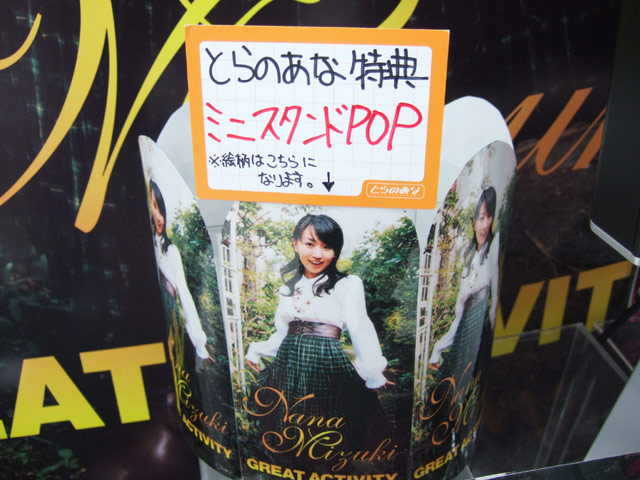 とらのあな特典
ミニスタンドPOP
※絵柄はこちらに
なります。↓
とらのあな
EAT
VIT
Nana
Mizuki
GREAT ACTIVITY
Mizuki
ACTIVITY
GREAT ACTIVITY